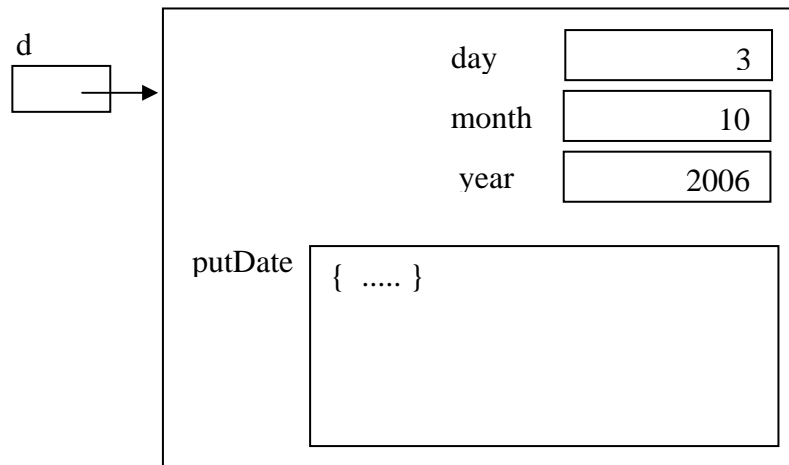 d
day 3
month 10
year 2006
putDate { ..... }